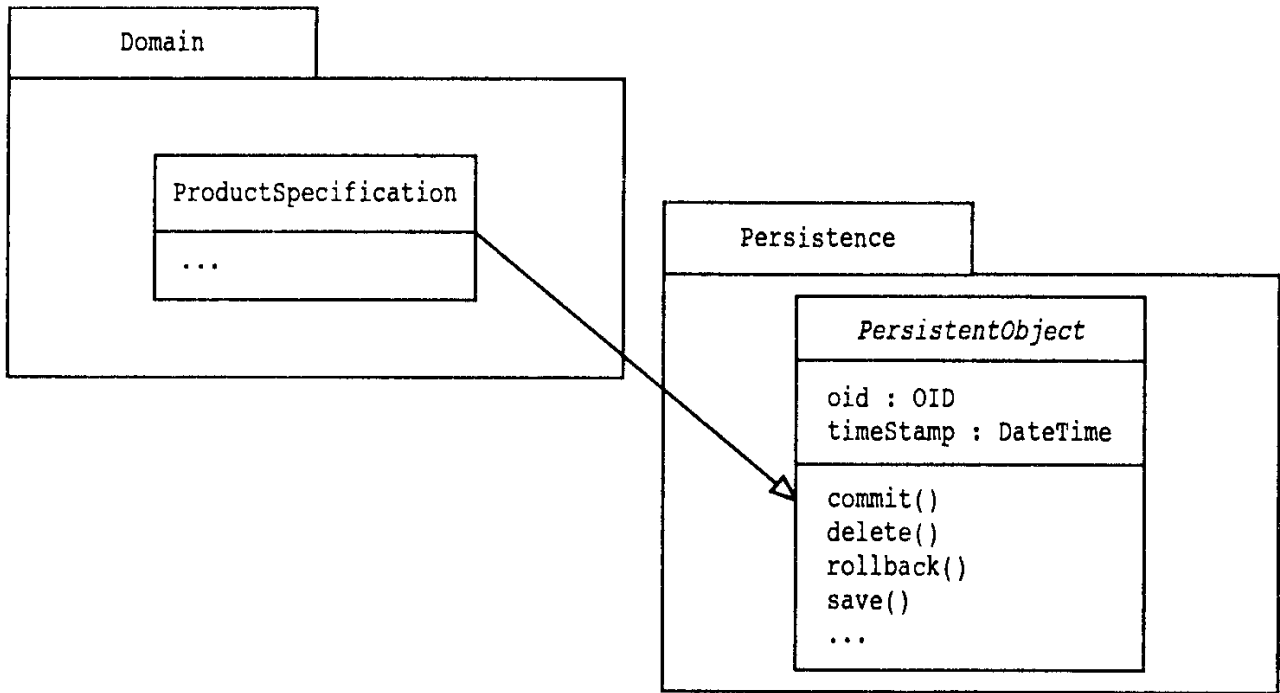 Domain
ProductSpecification
...
Persistence
PersistentObject
oid : OID
timeStamp : DateTime
commit()
delete()
rollback()
save()
...